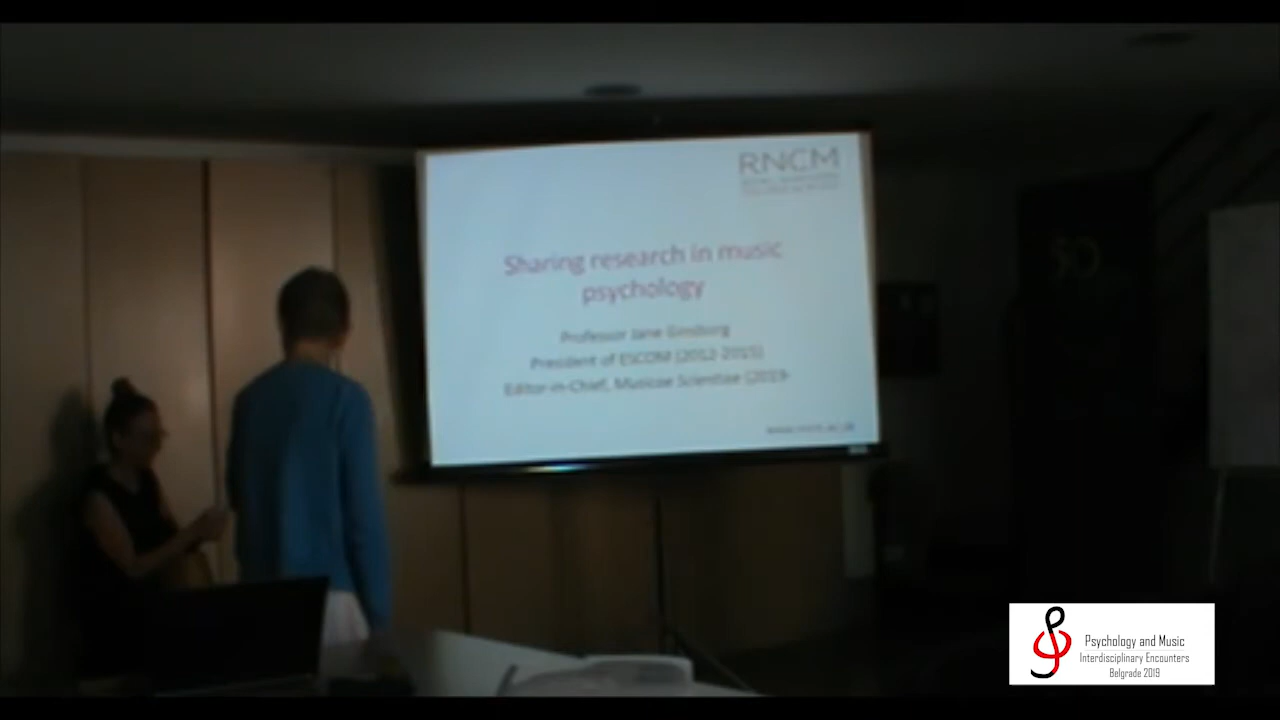 RNCM
Sharing research in music
psychology
Professor Jane Ginsborg
President of ESCOM (2012-2015)
Editor-in-Chief, Musicae Scientiae (2019-
Psychology and Music
Interdisciplinary Encounters
Belgrade 2019